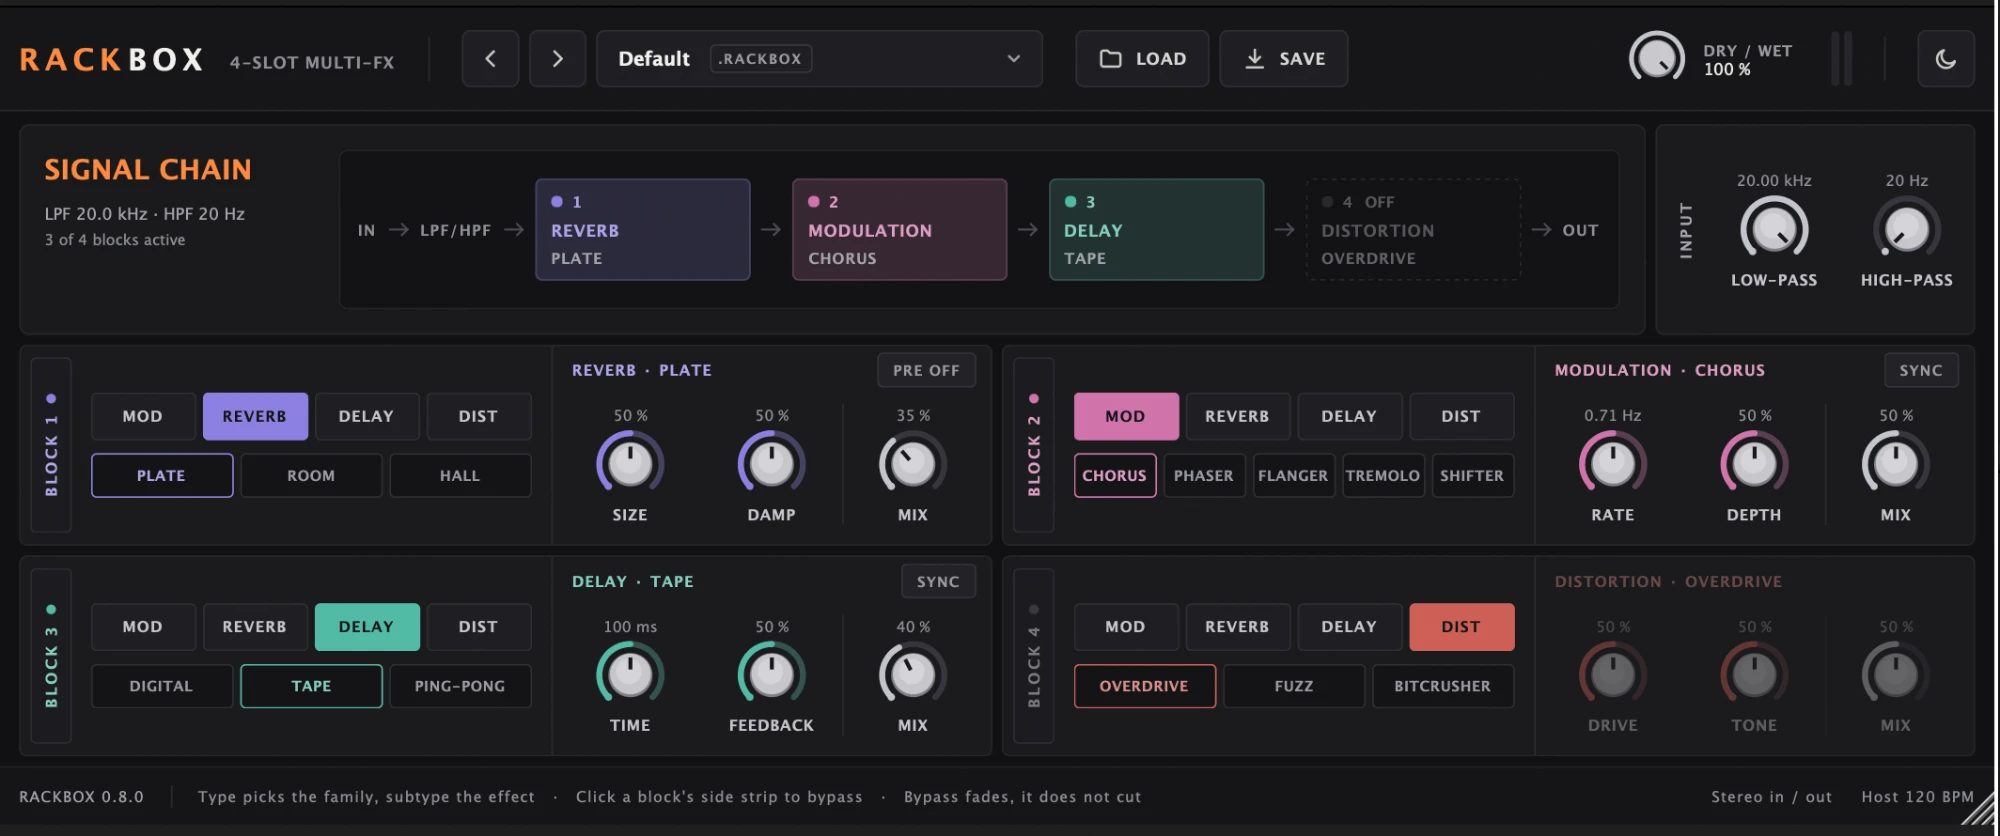 RACKBOX 4-SLOT MULTI-FX Default .RACKBOX LOAD SAVE DRY / WET
100 %
SIGNAL CHAIN
LPF 20.0 kHz · HPF 20 Hz
3 of 4 blocks active
IN → LPF/HPF →
1
REVERB
PLATE
→
2
MODULATION
CHORUS
→
3
DELAY
TAPE
→
4 OFF
DISTORTION
OVERDRIVE
→ OUT
INPUT
20.00 kHz 20 Hz
LOW-PASS HIGH-PASS
BLOCK 1
MOD REVERB DELAY DIST
PLATE ROOM HALL
REVERB · PLATE PRE OFF
50 % 50 % 35 %
SIZE DAMP MIX
BLOCK 2
MOD REVERB DELAY DIST
CHORUS PHASER FLANGER TREMOLO SHIFTER
MODULATION · CHORUS SYNC
0.71 Hz 50 % 50 %
RATE DEPTH MIX
BLOCK 3
MOD REVERB DELAY DIST
DIGITAL TAPE PING-PONG
DELAY · TAPE SYNC
100 ms 50 % 40 %
TIME FEEDBACK MIX
BLOCK 4
MOD REVERB DELAY DIST
OVERDRIVE FUZZ BITCRUSHER
DISTORTION · OVERDRIVE
50 % 50 % 50 %
DRIVE TONE MIX
RACKBOX 0.8.0 Type picks the family, subtype the effect · Click a block's side strip to bypass · Bypass fades, it does not cut Stereo in / out Host 120 BPM